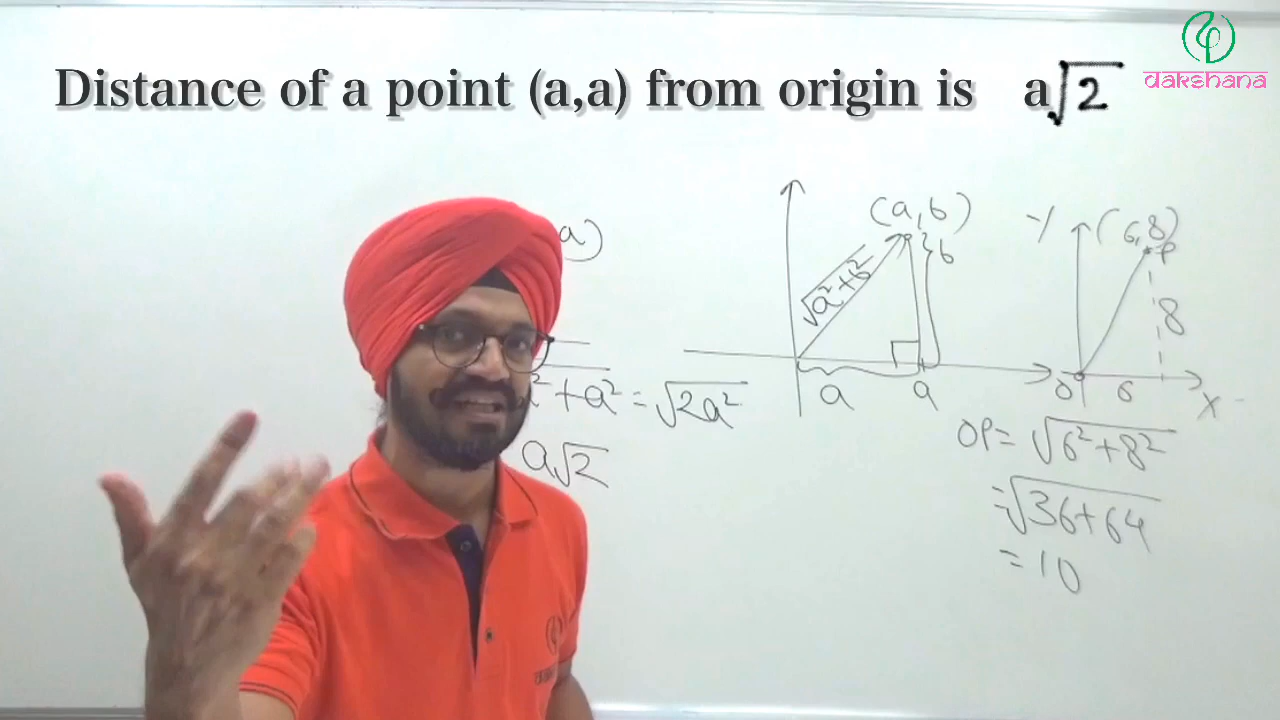 Distance of a point (a,a) from origin is a√2
dakshana
a)
a² + a² = √2a²
a√2
(a,b)
b
√a²+b²
a
a
Y
(6,8)
P
8
O
6
X
OP = √6²+8²
= √36+64
= 10